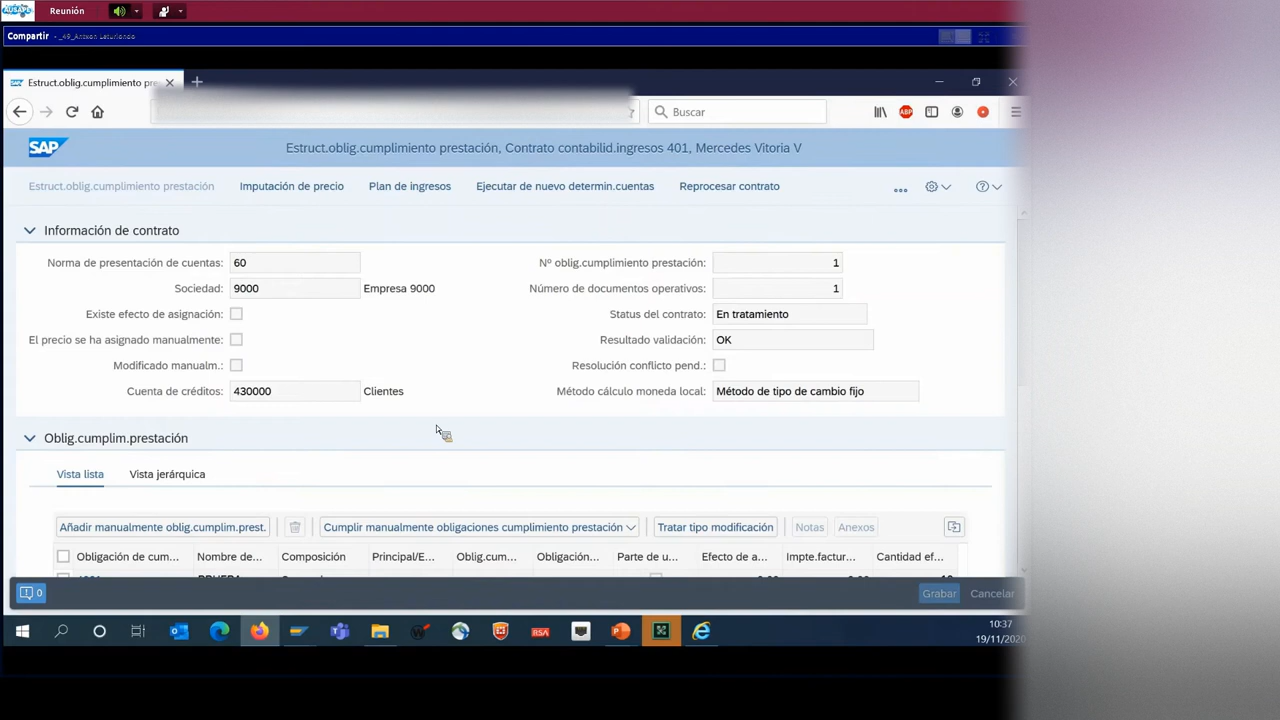 Reunión
Compartir - _49_Antxon Leturiondo
Estruct.oblig.cumplimiento pre
Buscar
ABP
SAP
Estruct.oblig.cumplimiento prestación, Contrato contabilid.ingresos 401, Mercedes Vitoria V
Estruct.oblig.cumplimiento prestación Imputación de precio Plan de ingresos Ejecutar de nuevo determin.cuentas Reprocesar contrato ...
Información de contrato
Norma de presentación de cuentas: 60 Nº oblig.cumplimiento prestación: 1
Sociedad: 9000 Empresa 9000 Número de documentos operativos: 1
Existe efecto de asignación: Status del contrato: En tratamiento
El precio se ha asignado manualmente: Resultado validación: OK
Modificado manualm.: Resolución conflicto pend.:
Cuenta de créditos: 430000 Clientes Método cálculo moneda local: Método de tipo de cambio fijo
Oblig.cumplim.prestación
Vista lista Vista jerárquica
Añadir manualmente oblig.cumplim.prest. Cumplir manualmente obligaciones cumplimiento prestación Tratar tipo modificación Notas Anexos
Obligación de cum... Nombre de... Composición Principal/E... Oblig.cum... Obligación... Parte de u... Efecto de a... Impte.factur... Cantidad ef...
0 Grabar Cancelar
RSA
10:37
19/11/2020